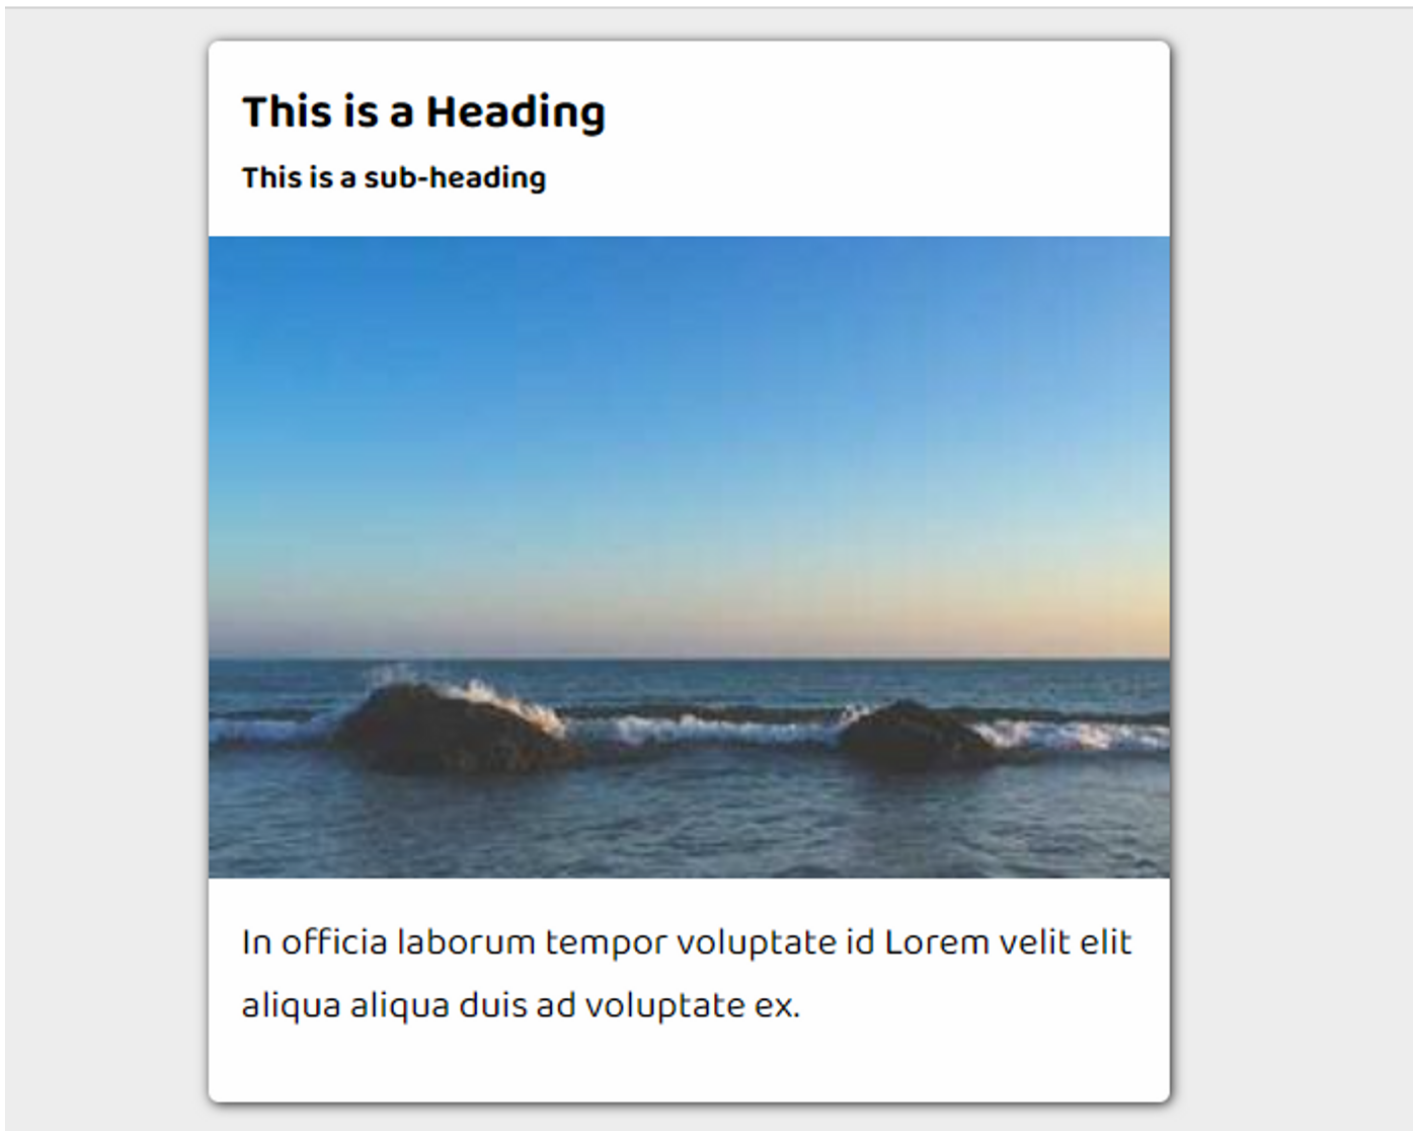 This is a Heading
This is a sub-heading
In officia laborum tempor voluptate id Lorem velit elit
aliqua aliqua duis ad voluptate ex.